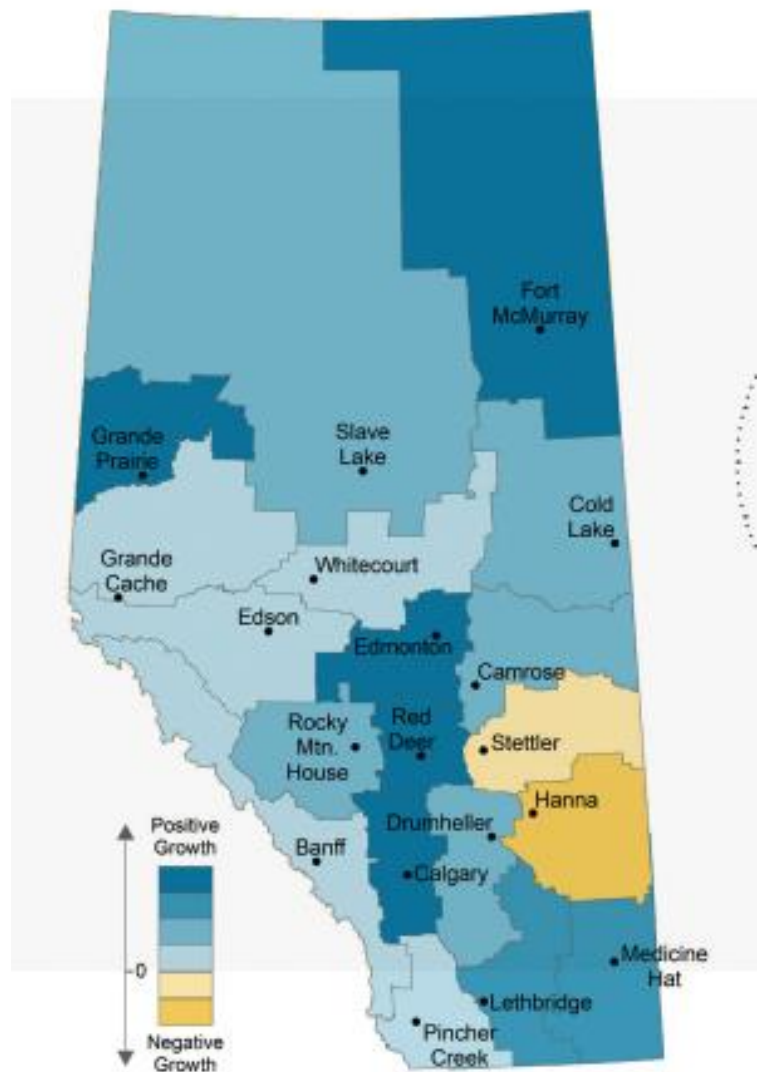 Fort
McMurray
Grande
Prairie
Slave
Lake
Cold
Lake
Grande
Cache
Whitecourt
Edson
Edmonton
Camrose
Rocky
Mtn.
House
Red
Deer
Stettler
Hanna
Drumheller
Banff
Calgary
Medicine
Hat
Lethbridge
Pincher
Creek
Positive
Growth
0
Negative
Growth